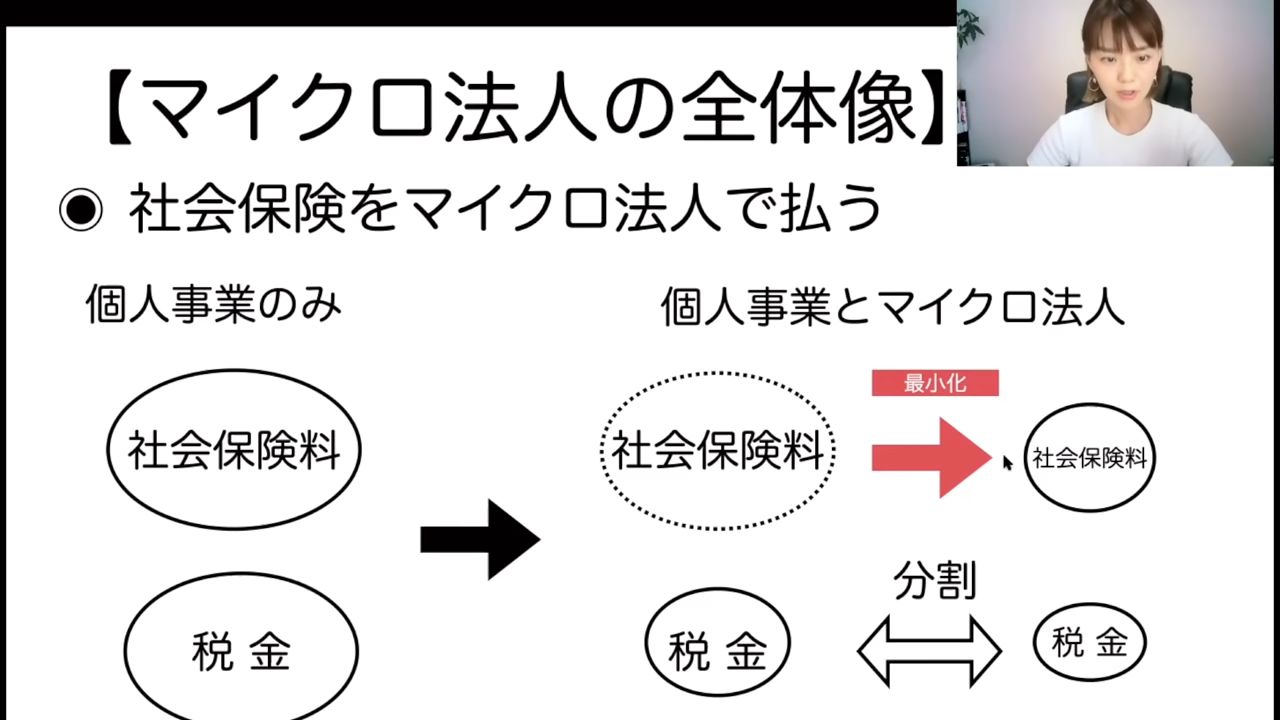 【マイクロ法人の全体像】
社会保険をマイクロ法人で払う
個人事業のみ
個人事業とマイクロ法人
最小化
社会保険料
社会保険料
社会保険料
分割
税 金
税 金
税 金